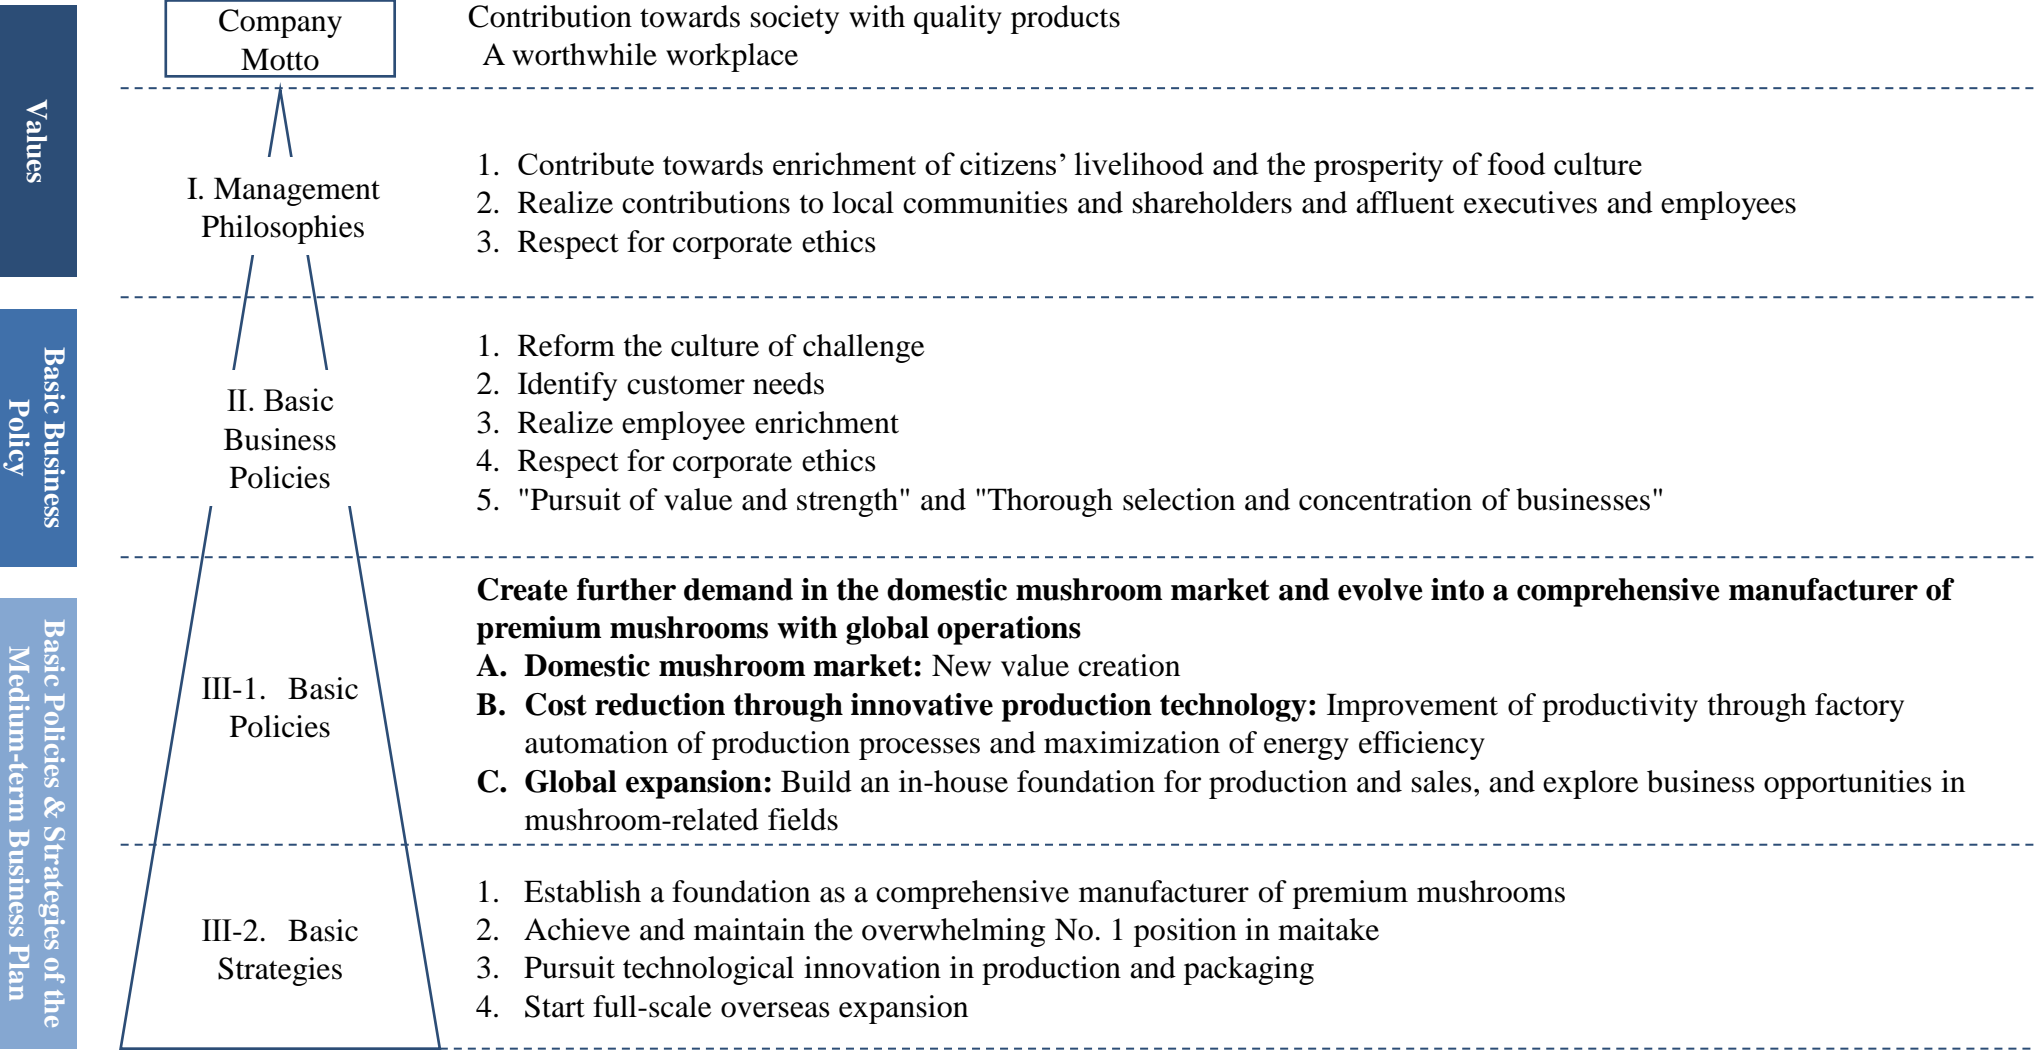 Values
Company
Motto
Contribution towards society with quality products
A worthwhile workplace
I. Management
Philosophies
1. Contribute towards enrichment of citizens’ livelihood and the prosperity of food culture
2. Realize contributions to local communities and shareholders and affluent executives and employees
3. Respect for corporate ethics
Basic Business
Policy
II. Basic
Business
Policies
1. Reform the culture of challenge
2. Identify customer needs
3. Realize employee enrichment
4. Respect for corporate ethics
5. "Pursuit of value and strength" and "Thorough selection and concentration of businesses"
Basic Policies & Strategies of the
Medium-term Business Plan
III-1. Basic
Policies
Create further demand in the domestic mushroom market and evolve into a comprehensive manufacturer of
premium mushrooms with global operations
A. Domestic mushroom market: New value creation
B. Cost reduction through innovative production technology: Improvement of productivity through factory
automation of production processes and maximization of energy efficiency
C. Global expansion: Build an in-house foundation for production and sales, and explore business opportunities in
mushroom-related fields
III-2. Basic
Strategies
1. Establish a foundation as a comprehensive manufacturer of premium mushrooms
2. Achieve and maintain the overwhelming No. 1 position in maitake
3. Pursuit technological innovation in production and packaging
4. Start full-scale overseas expansion